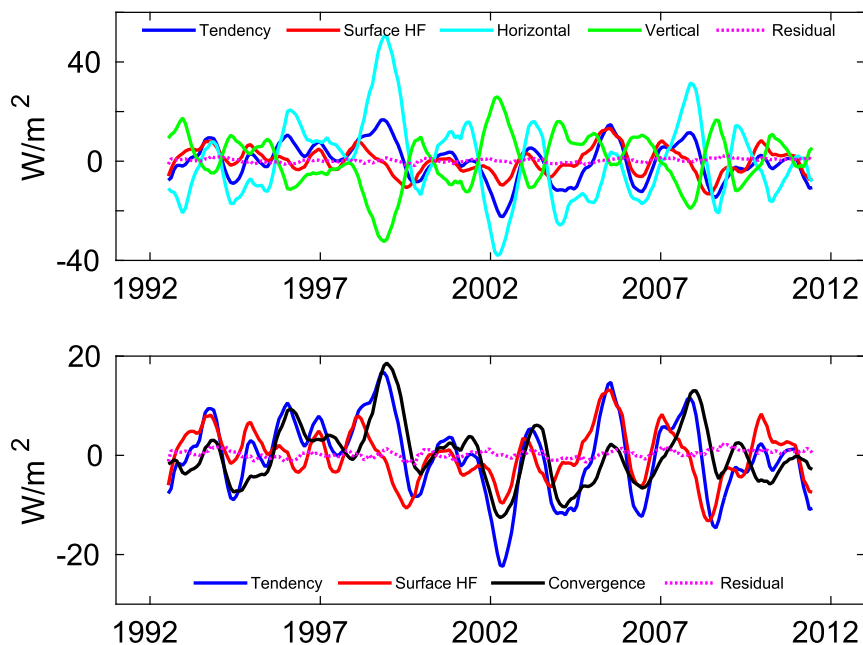 Tendency Surface HF Horizontal Vertical Residual
40
0
-40
W/m 2
1992 1997 2002 2007 2012
20
0
-20
W/m 2
Tendency Surface HF Convergence Residual
1992 1997 2002 2007 2012